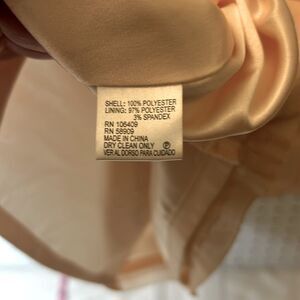 SHELL: 100% POLYESTER
LINING: 97% POLYESTER
3% SPANDEX
RN 106409
RN 58909
MADE IN CHINA
DRY CLEAN ONLY Ⓟ
VER AL DORSO PARA CUIDADO